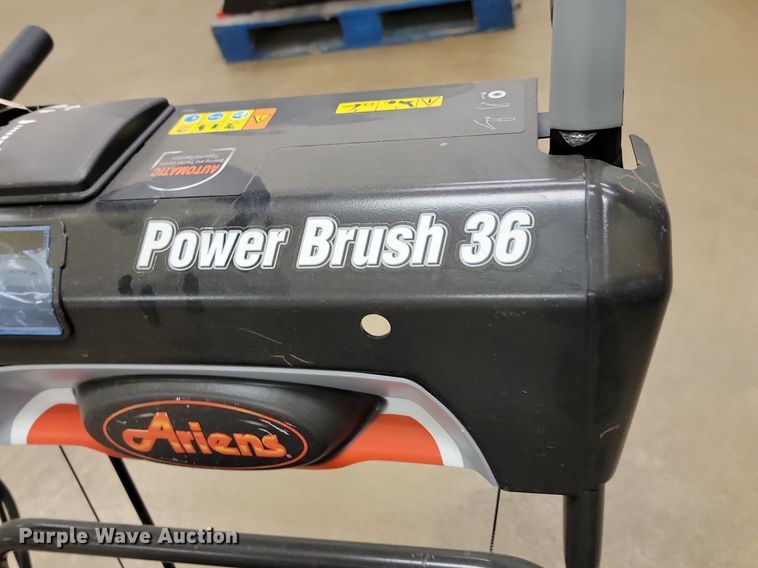 AUTOMATIC
Power Brush 36
Ariens
Purple Wave Auction